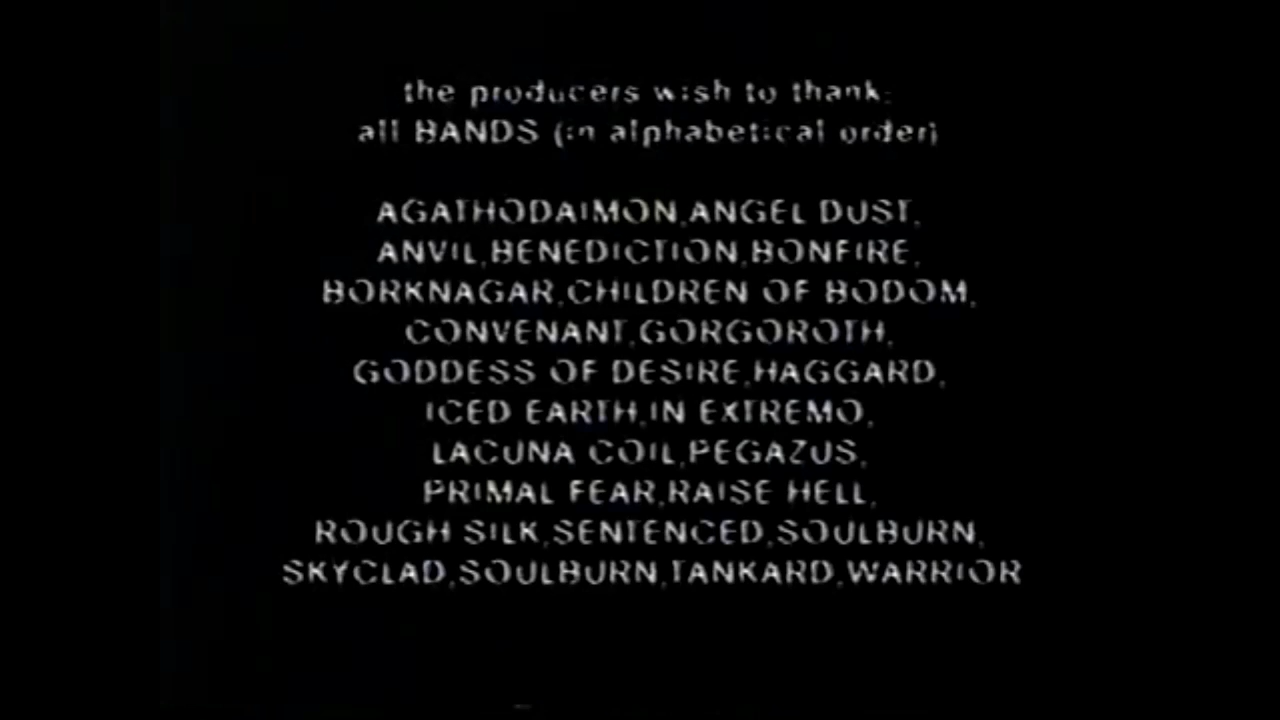 the producers wish to thank:
all BANDS (in alphabetical order)
AGATHODAIMON,ANGEL DUST,
ANVIL,BENEDICTION,BONFIRE,
BORKNAGAR,CHILDREN OF BODOM,
CONVENANT,GORGOROTH,
GODDESS OF DESIRE,HAGGARD,
ICED EARTH,IN EXTREMO,
LACUNA COIL,PEGAZUS,
PRIMAL FEAR,RAISE HELL,
ROUGH SILK,SENTENCED,SOULBURN,
SKYCLAD,SOULBURN,TANKARD,WARRIOR